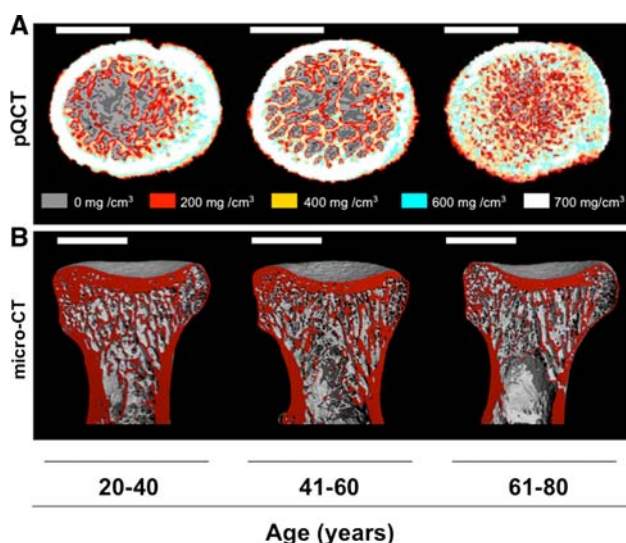 A
pQCT
0 mg /cm³ 200 mg /cm³ 400 mg /cm³ 600 mg /cm³ 700 mg/cm³
B
micro-CT
20-40 41-60 61-80
Age (years)